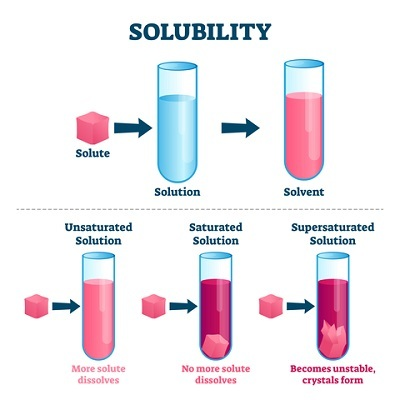 SOLUBILITY
Solute
Solution
Solvent
Unsaturated
Solution
Saturated
Solution
Supersaturated
Solution
More solute
dissolves
No more solute
dissolves
Becomes unstable,
crystals form